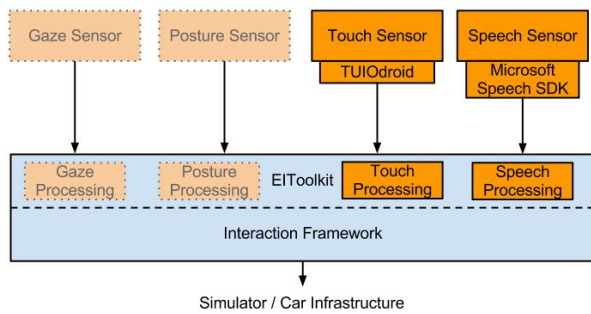 Gaze Sensor
Posture Sensor
Touch Sensor
Speech Sensor
TUIOdroid
Microsoft
Speech SDK
Gaze
Processing
Posture
Processing
EIToolkit
Touch
Processing
Speech
Processing
Interaction Framework
Simulator / Car Infrastructure